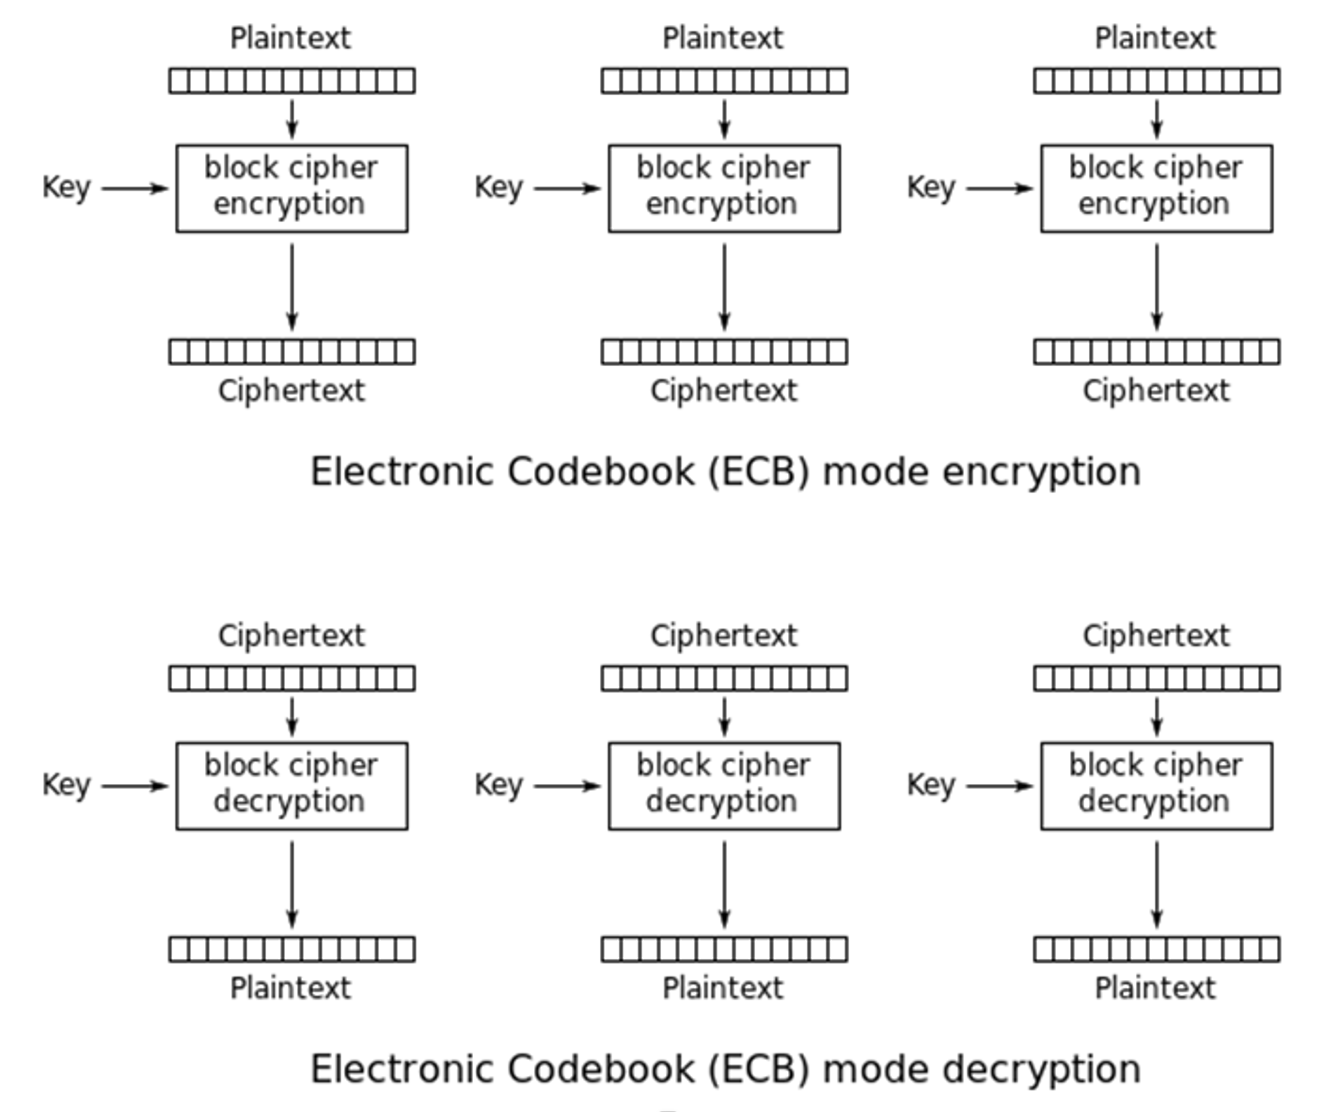 Plaintext Plaintext Plaintext
Key block cipher encryption Key block cipher encryption Key block cipher encryption
Ciphertext Ciphertext Ciphertext
Electronic Codebook (ECB) mode encryption
Ciphertext Ciphertext Ciphertext
Key block cipher decryption Key block cipher decryption Key block cipher decryption
Plaintext Plaintext Plaintext
Electronic Codebook (ECB) mode decryption